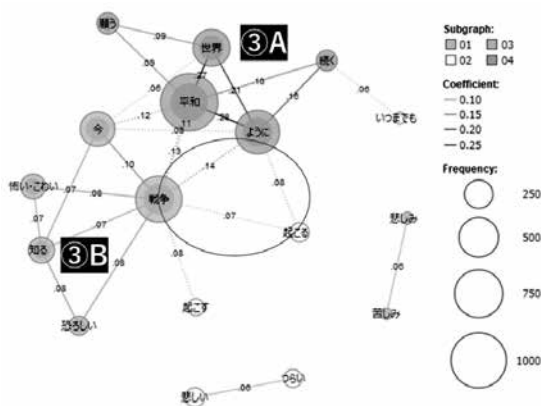 願う
.09
世界
③A
.09
.27
続く
.06
平和
.10
.21
.06
いつまでも
今
.12
.11
.28
.16
ように
.09
.13
.10
.14
怖い・こわい
.07
.09
戦争
.08
.07
.07
.07
起こる
悲しみ
知る
③B
.08
.06
.08
.08
恐ろしい
起こす
苦しみ
悲しい
.06
つらい
Subgraph:
01
03
02
04
Coefficient:
0.10
0.15
0.20
0.25
Frequency:
250
500
750
1000